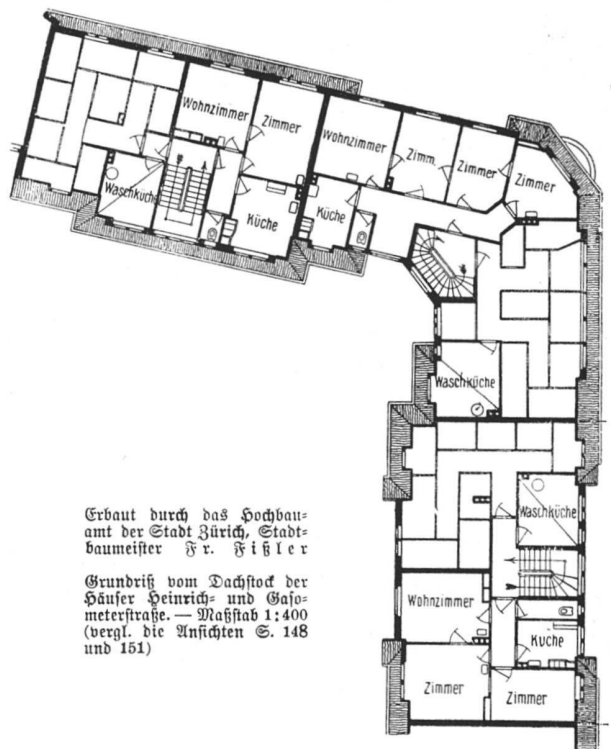 Wohnzimmer
Zimmer
Wohnzimmer
Zimm.
Zimmer
Zimmer
Waschküche
Küche
Küche
Waschküche
Waschküche
Wohnzimmer
Küche
Zimmer
Zimmer
Erbaut durch das Hochbau-
amt der Stadt Zürich, Stadt-
baumeister Fr. Fißler
Grundriß vom Dachstock der
Häuser Heinrich- und Gaso-
meterstraße. — Maßstab 1:400
(vergl. die Ansichten S. 148
und 151)